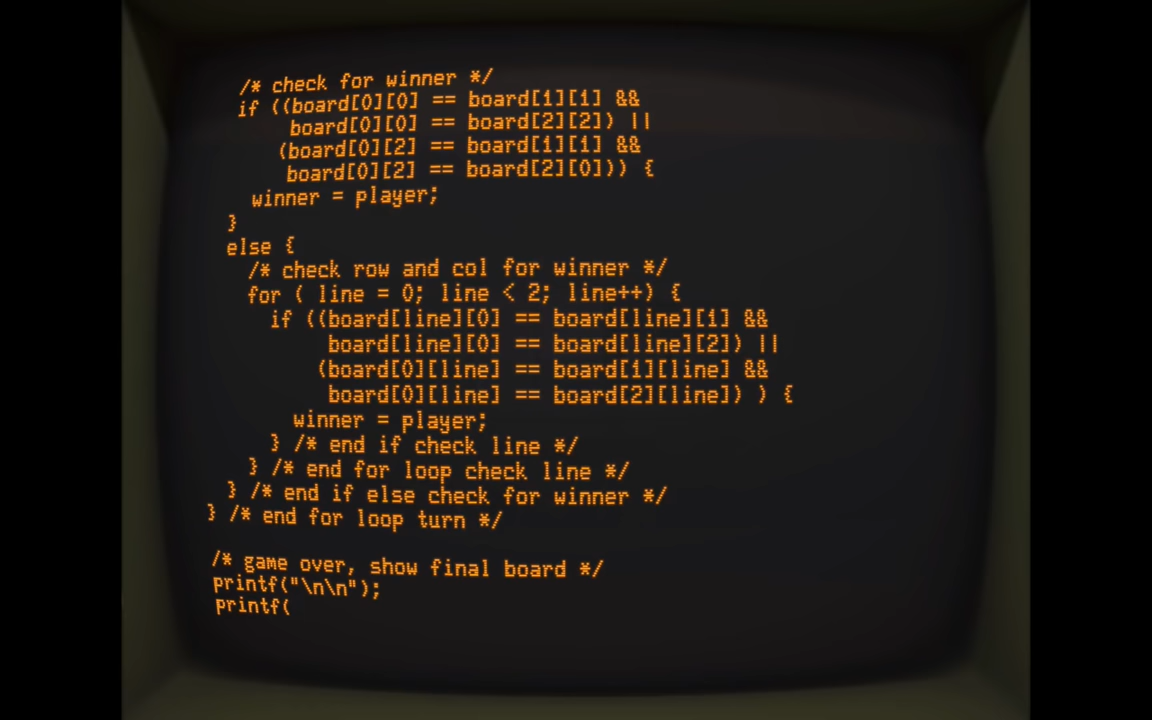 /* check for winner */
if ((board[0][0] == board[1][1] &&
board[0][0] == board[2][2]) ||
(board[0][2] == board[1][1] &&
board[0][2] == board[2][0])) {
winner = player;
}
else {
/* check row and col for winner */
for ( line = 0; line < 2; line++) {
if ((board[line][0] == board[line][1] &&
board[line][0] == board[line][2]) ||
(board[0][line] == board[1][line] &&
board[0][line] == board[2][line]) ) {
winner = player;
} /* end if check line */
} /* end for loop check line */
} /* end if else check for winner */
} /* end for loop turn */
/* game over, show final board */
printf("\n\n");
printf(